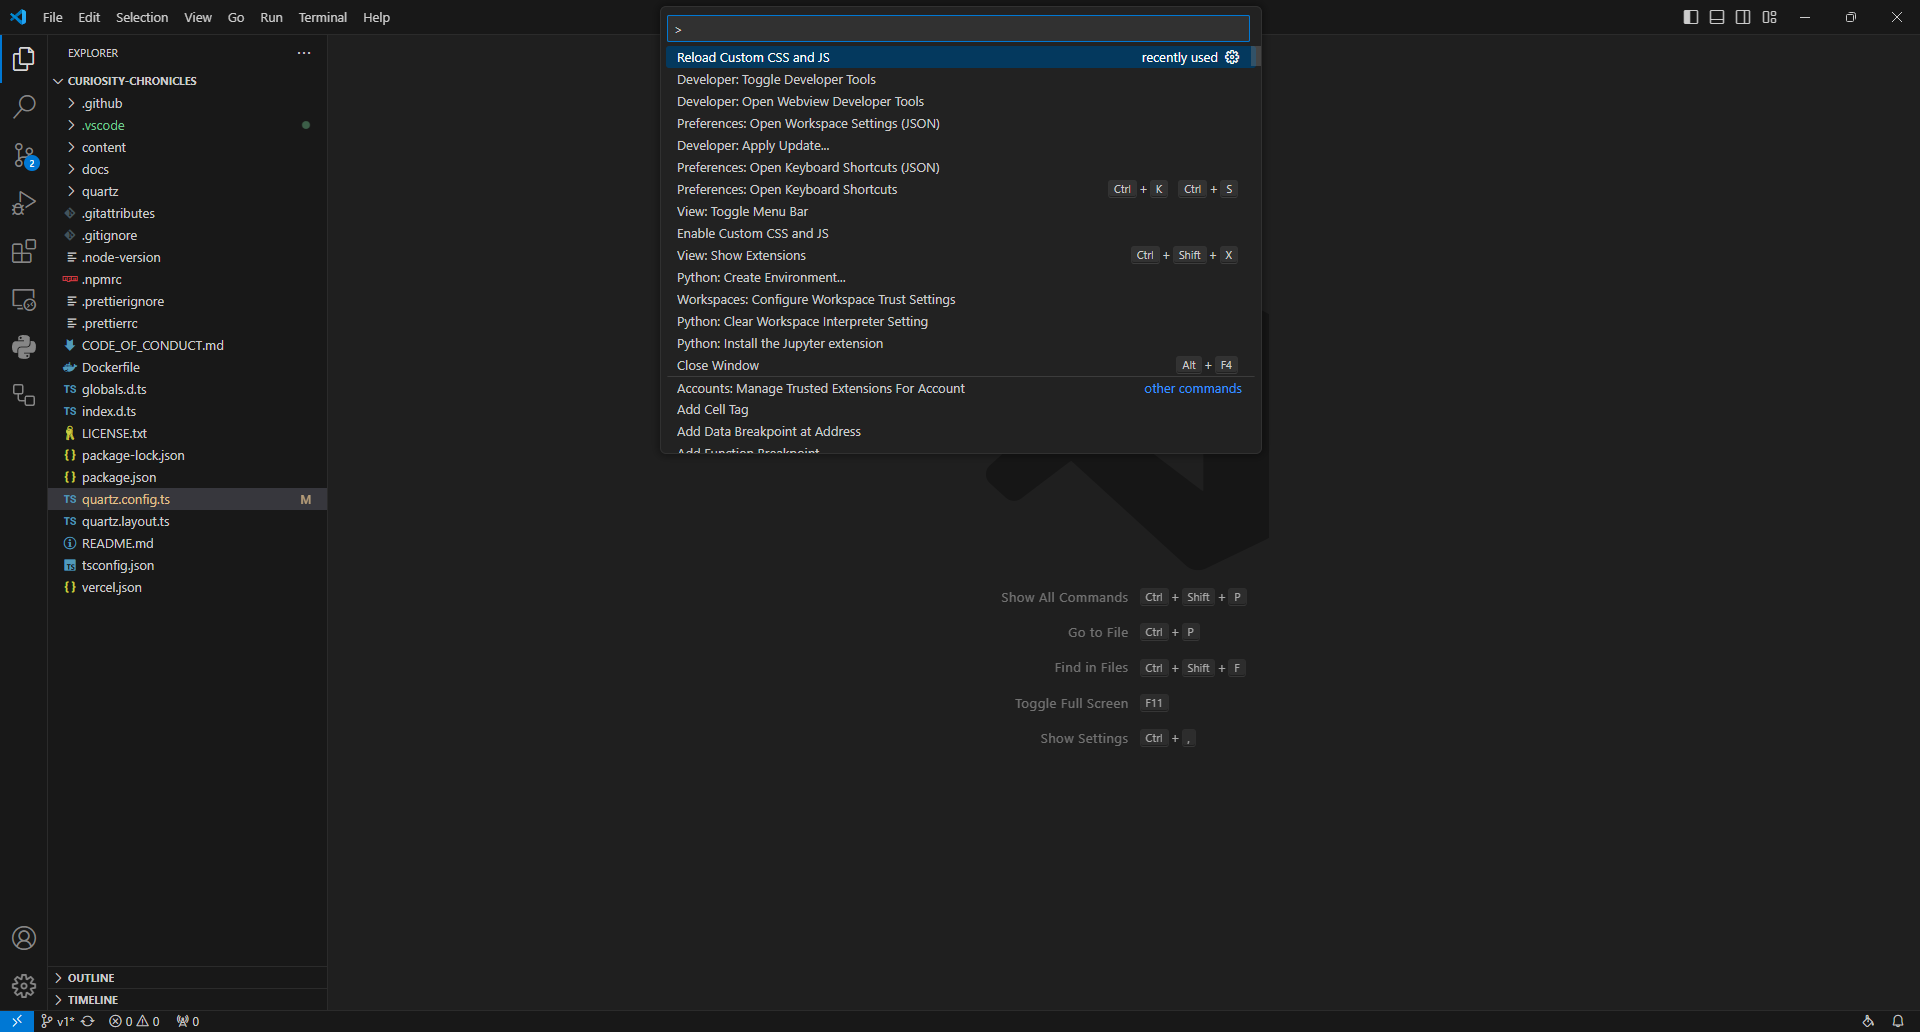 File Edit Selection View Go Run Terminal Help
>
Reload Custom CSS and JS recently used
Developer: Toggle Developer Tools
Developer: Open Webview Developer Tools
Preferences: Open Workspace Settings (JSON)
Developer: Apply Update...
Preferences: Open Keyboard Shortcuts (JSON)
Preferences: Open Keyboard Shortcuts Ctrl + K Ctrl + S
View: Toggle Menu Bar
Enable Custom CSS and JS
View: Show Extensions Ctrl + Shift + X
Python: Create Environment...
Workspaces: Configure Workspace Trust Settings
Python: Clear Workspace Interpreter Setting
Python: Install the Jupyter extension
Close Window Alt + F4
Accounts: Manage Trusted Extensions For Account other commands
Add Cell Tag
Add Data Breakpoint at Address
Add Function Breakpoint
EXPLORER ...
CURIOSITY-CHRONICLES
.github
.vscode
content
docs
quartz
.gitattributes
.gitignore
.node-version
.npmrc
.prettierignore
.prettierrc
CODE_OF_CONDUCT.md
Dockerfile
TS globals.d.ts
TS index.d.ts
LICENSE.txt
{} package-lock.json
{} package.json
TS quartz.config.ts M
TS quartz.layout.ts
README.md
TS tsconfig.json
{} vercel.json
2
Show All Commands Ctrl + Shift + P
Go to File Ctrl + P
Find in Files Ctrl + Shift + F
Toggle Full Screen F11
Show Settings Ctrl + ,
OUTLINE
TIMELINE
v1* 0 0 0